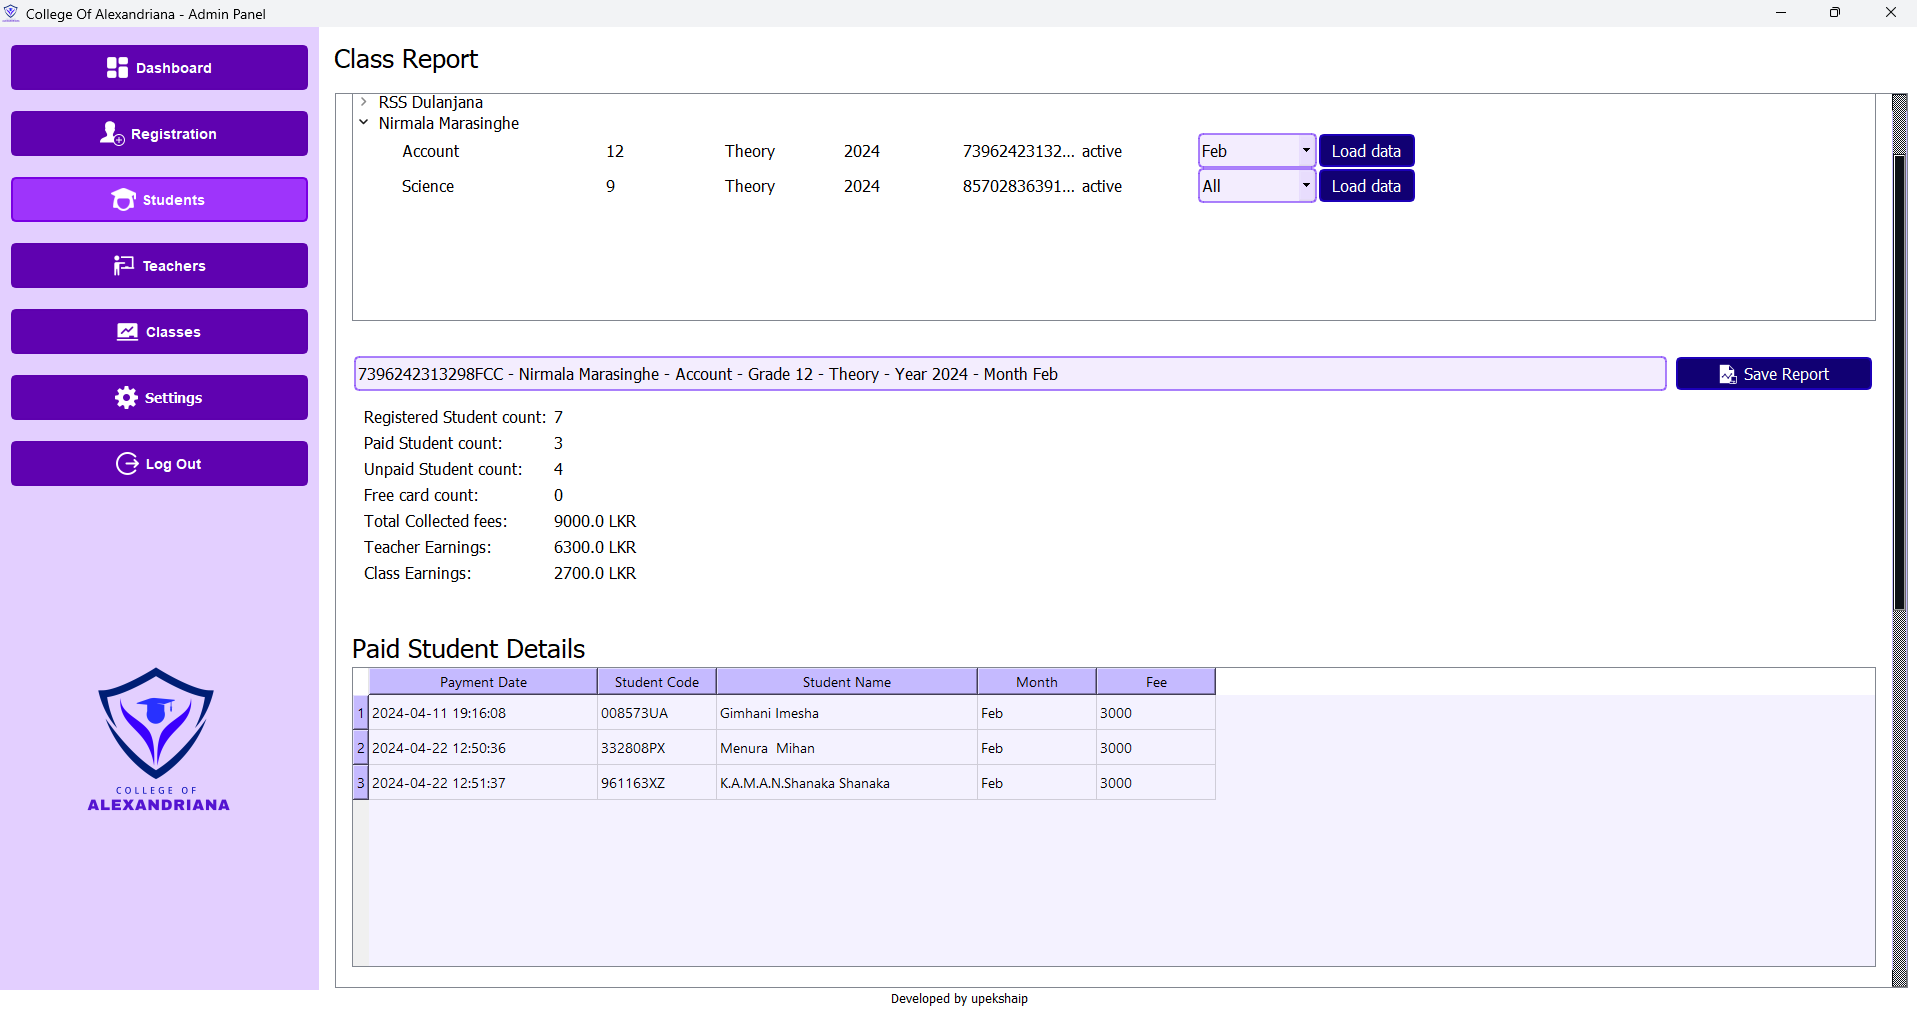 College Of Alexandriana - Admin Panel
Dashboard
Registration
Students
Teachers
Classes
Settings
Log Out
COLLEGE OF
ALEXANDRIANA
Class Report
RSS Dulanjana
Nirmala Marasinghe
Account 12 Theory 2024 73962423132... active Feb Load data
Science 9 Theory 2024 85702836391... active All Load data
7396242313298FCC - Nirmala Marasinghe - Account - Grade 12 - Theory - Year 2024 - Month Feb Save Report
Registered Student count: 7
Paid Student count: 3
Unpaid Student count: 4
Free card count: 0
Total Collected fees: 9000.0 LKR
Teacher Earnings: 6300.0 LKR
Class Earnings: 2700.0 LKR
Paid Student Details
Payment Date Student Code Student Name Month Fee
1 2024-04-11 19:16:08 008573UA Gimhani Imesha Feb 3000
2 2024-04-22 12:50:36 332808PX Menura  Mihan Feb 3000
3 2024-04-22 12:51:37 961163XZ K.A.M.A.N.Shanaka Shanaka Feb 3000
Developed by upekshaip